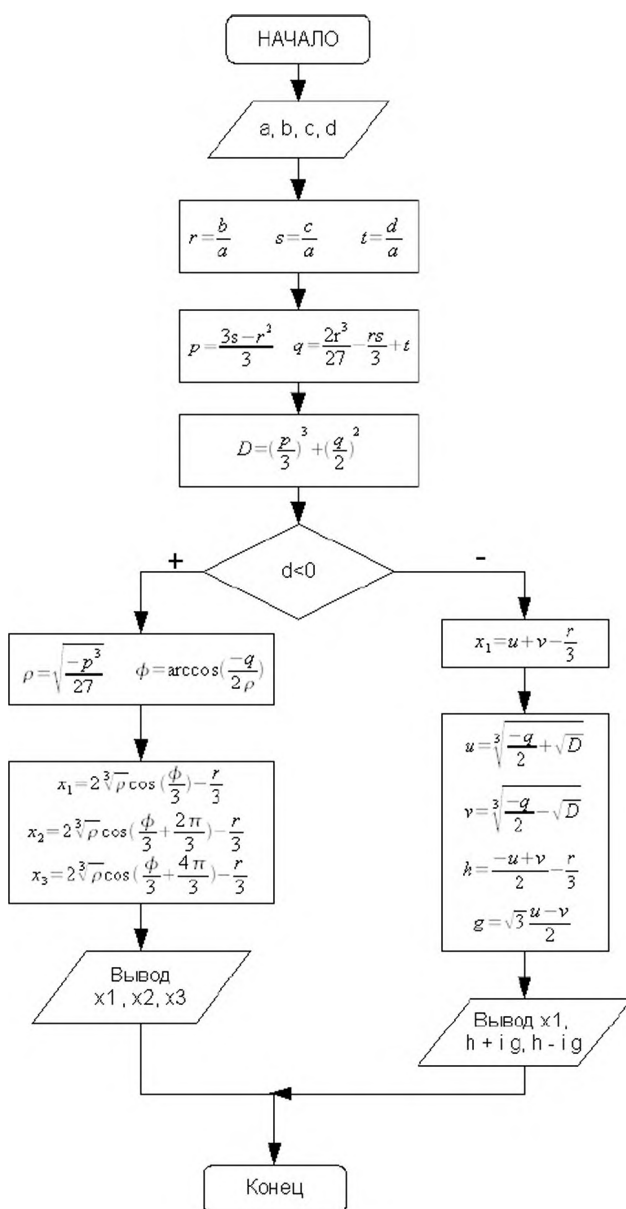 НАЧАЛО
a, b, c, d
r = b/a s = c/a t = d/a
p = (3s − r²)/3 q = 2r³/27 − rs/3 + t
D = (p/3)³ + (q/2)²
d<0
+
-
ρ = √(−p³/27) ϕ = arccos(−q/2ρ)
x₁ = 2∛ρ cos(ϕ/3) − r/3
x₂ = 2∛ρ cos(ϕ/3 + 2π/3) − r/3
x₃ = 2∛ρ cos(ϕ/3 + 4π/3) − r/3
Вывод
x1 , x2, x3
x₁ = u + v − r/3
u = ∛(−q/2 + √D)
v = ∛(−q/2 − √D)
h = (−u + v)/2 − r/3
g = √3 (u − v)/2
Вывод x1,
h + i g, h - i g
Конец